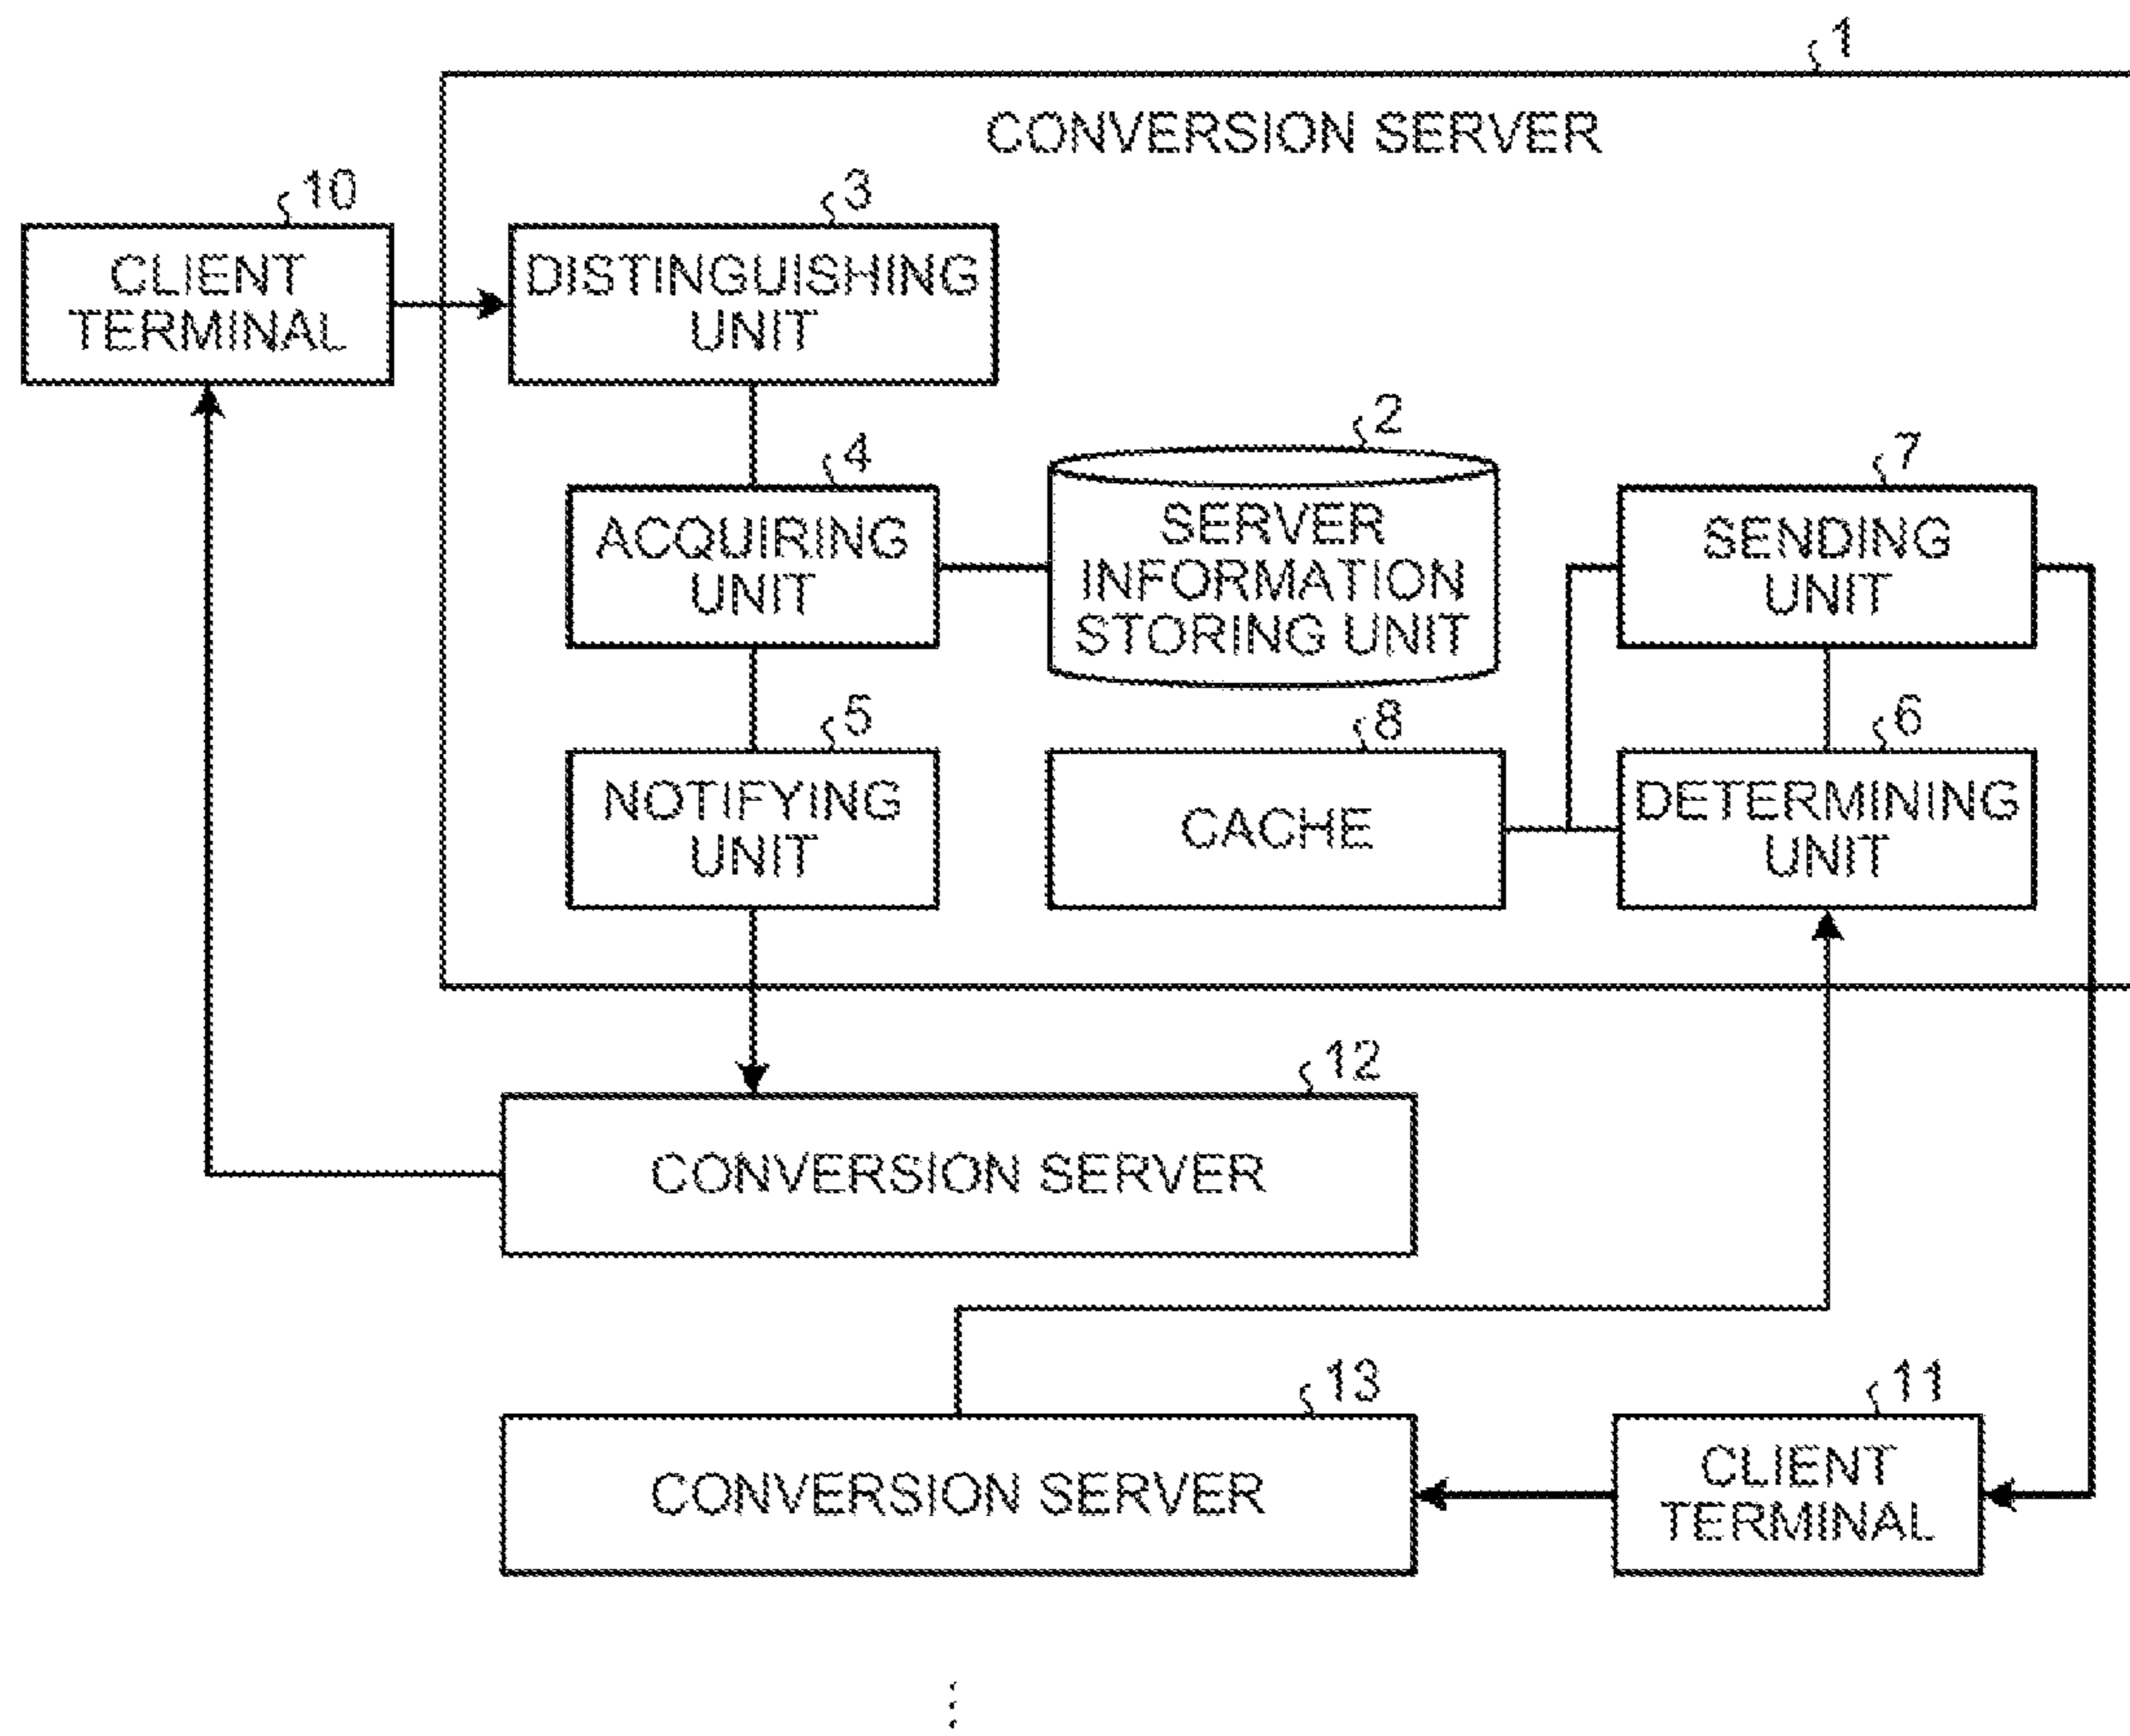 1
CONVERSION SERVER
10
CLIENT
TERMINAL
3
DISTINGUISHING
UNIT
4
ACQUIRING
UNIT
2
SERVER
INFORMATION
STORING UNIT
7
SENDING
UNIT
5
NOTIFYING
UNIT
8
CACHE
6
DETERMINING
UNIT
12
CONVERSION SERVER
13
CONVERSION SERVER
11
CLIENT
TERMINAL
⋮